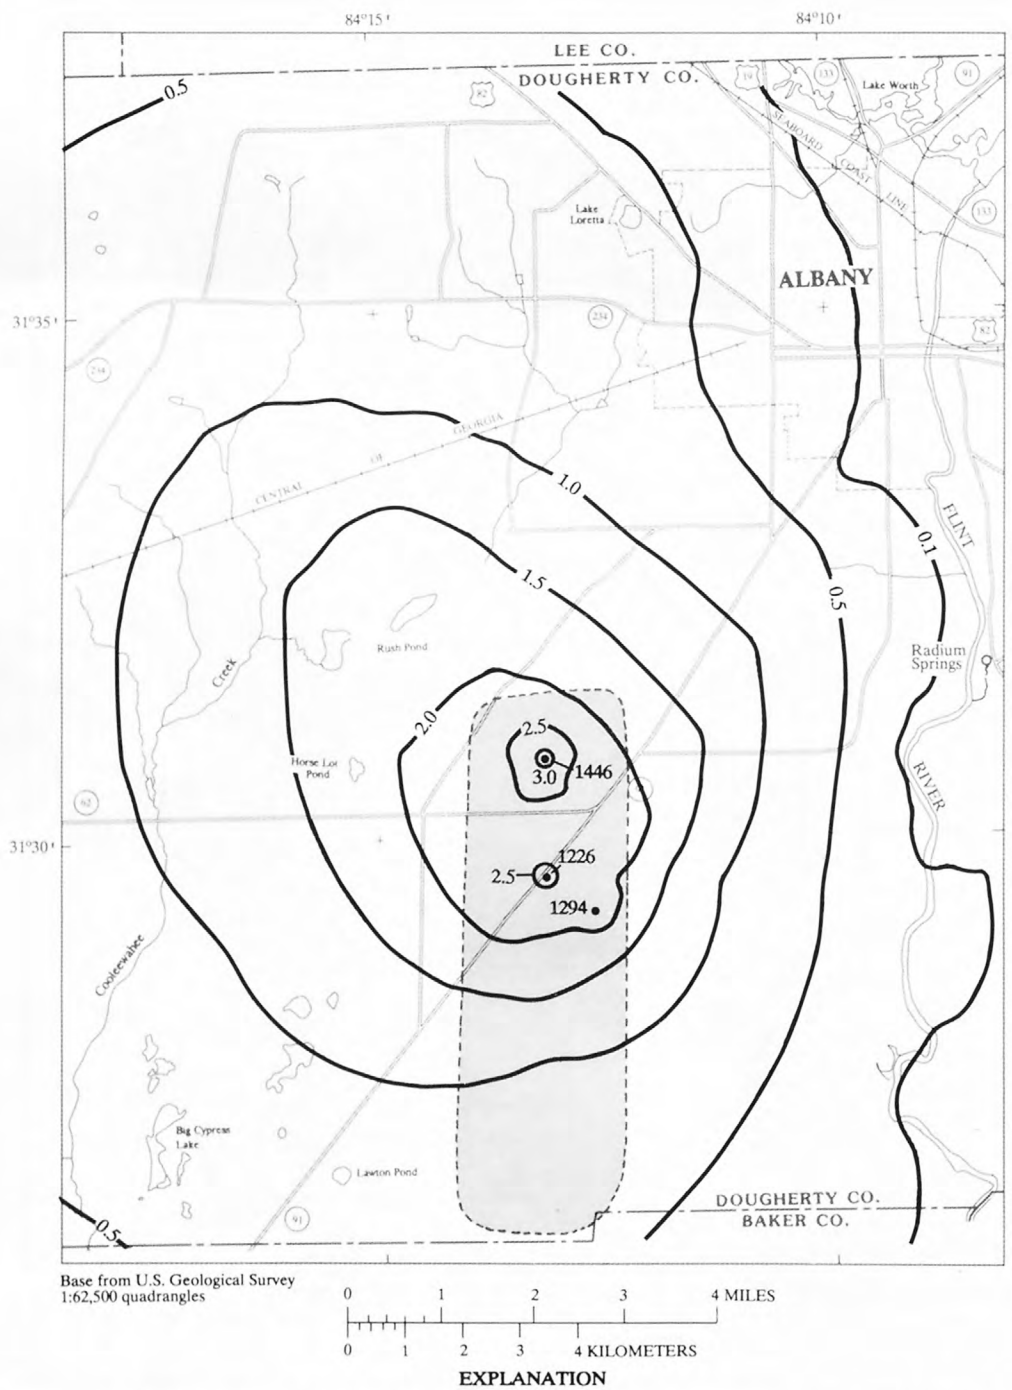 84°15'
84°10'
LEE CO.
DOUGHERTY CO.
0.5
82
19
133
91
Lake Worth
SEABOARD
COAST
LINE
133
Lake
Loretta
ALBANY
31°35'
234
82
234
GEORGIA
OF
CENTRAL
1.0
FLINT
0.1
1.5
0.5
Rush Pond
Radium
Springs
Creek
2.0
2.5
Horse Lot
Pond
3.0
1446
RIVER
62
31°30'
1226
2.5
1294
Cooleewahee
Big Cypress
Lake
Lawton Pond
91
0.5
DOUGHERTY CO.
BAKER CO.
Base from U.S. Geological Survey
1:62,500 quadrangles
0 1 2 3 4 MILES
0 1 2 3 4 KILOMETERS
EXPLANATION